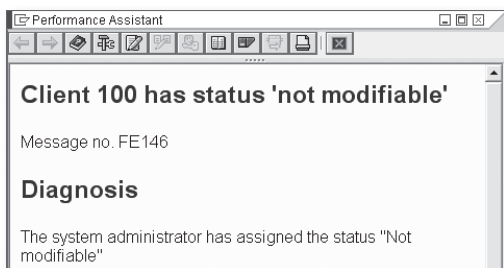 Performance Assistant
Client 100 has status 'not modifiable'
Message no. FE146
Diagnosis
The system administrator has assigned the status "Not
modifiable"